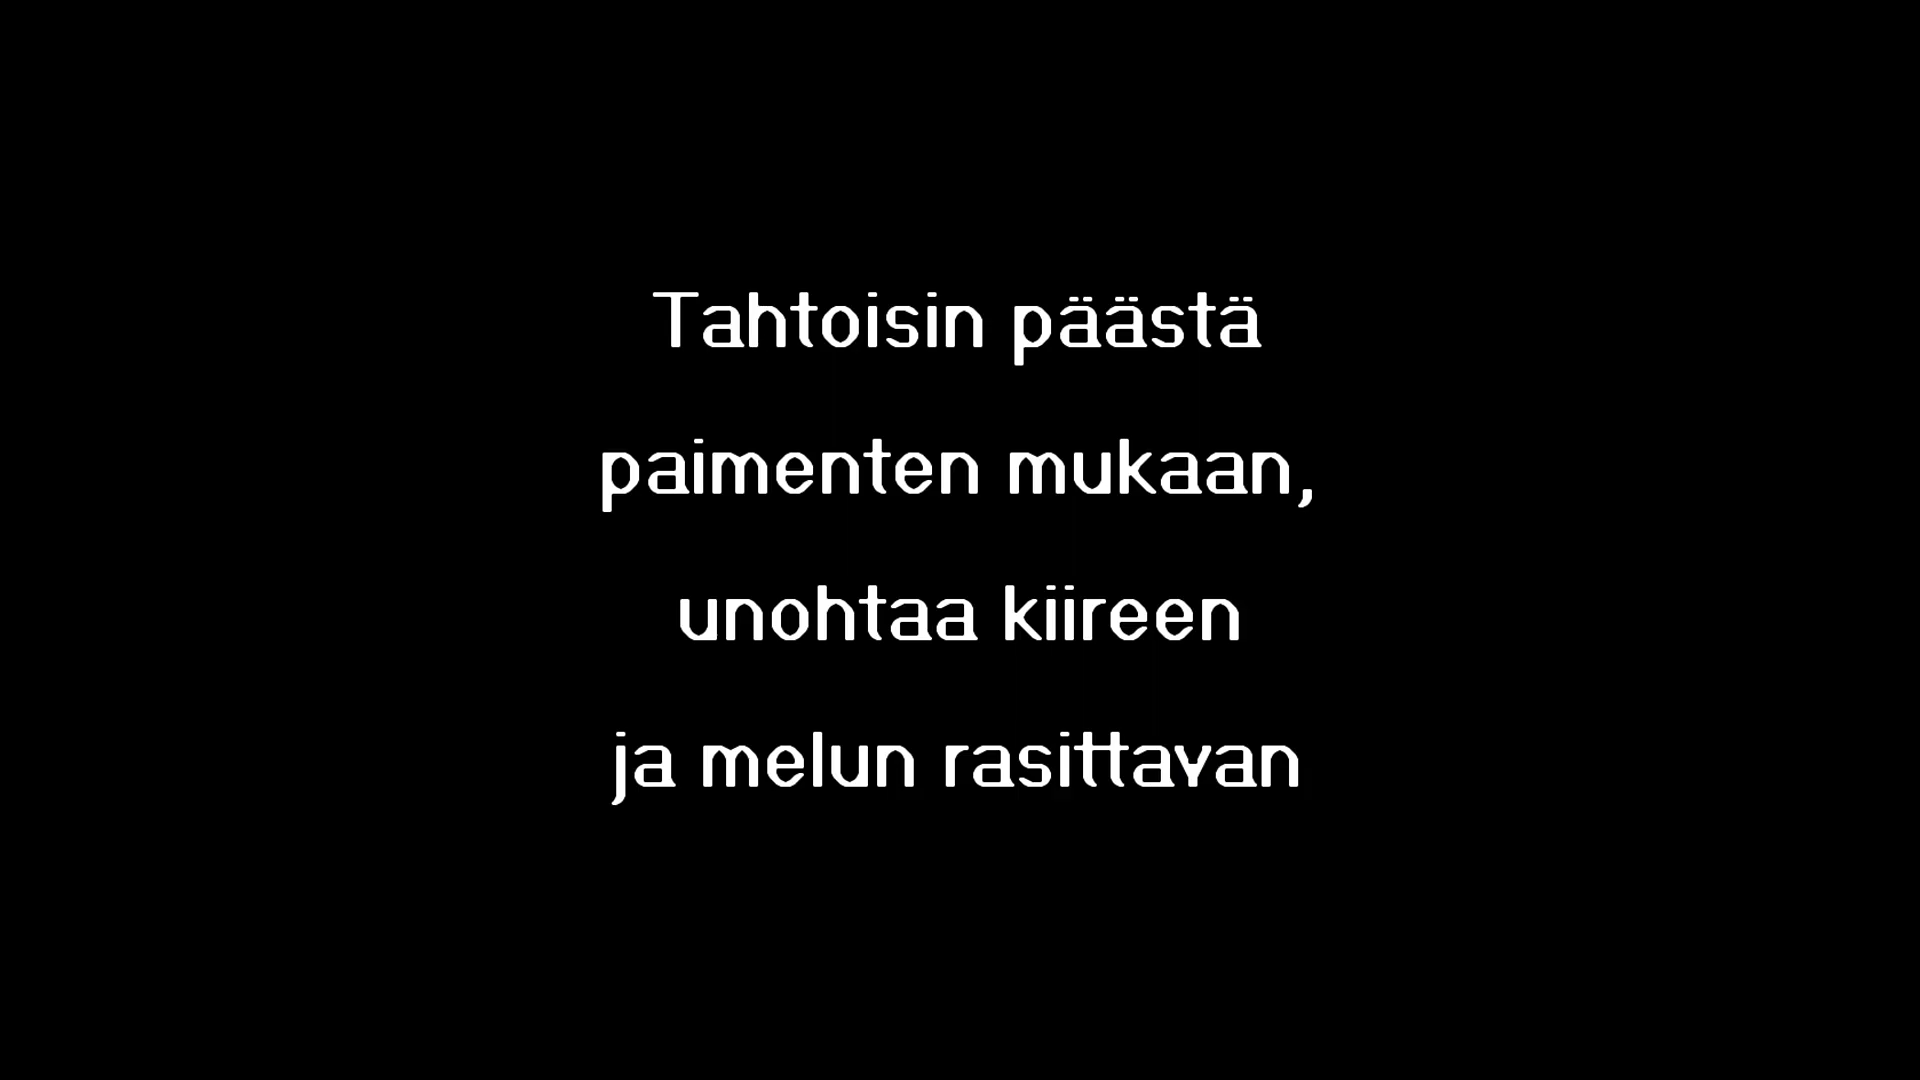 Tahtoisin päästä
paimenten mukaan,
unohtaa kiireen
ja melun rasittavan